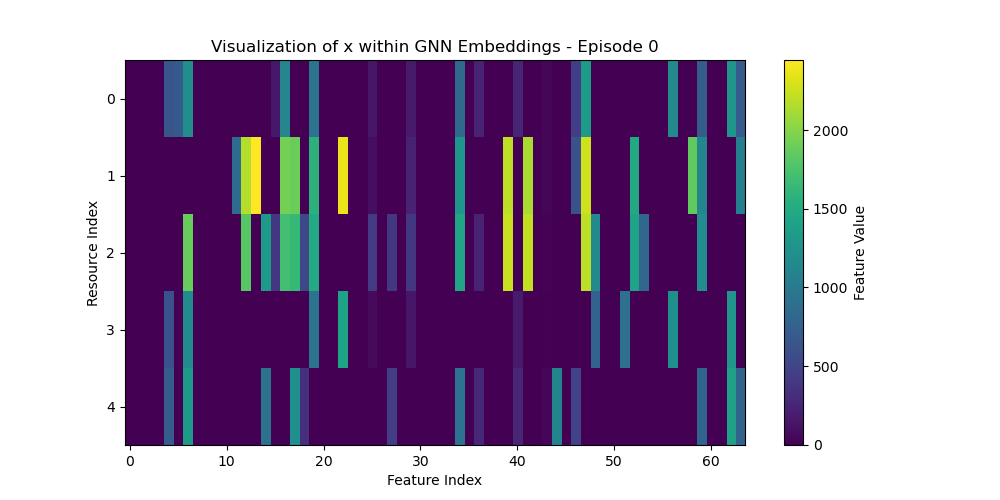 Visualization of x within GNN Embeddings - Episode 0
Resource Index
0
1
2
3
4
0 10 20 30 40 50 60
Feature Index
2000
1500
1000
500
0
Feature Value